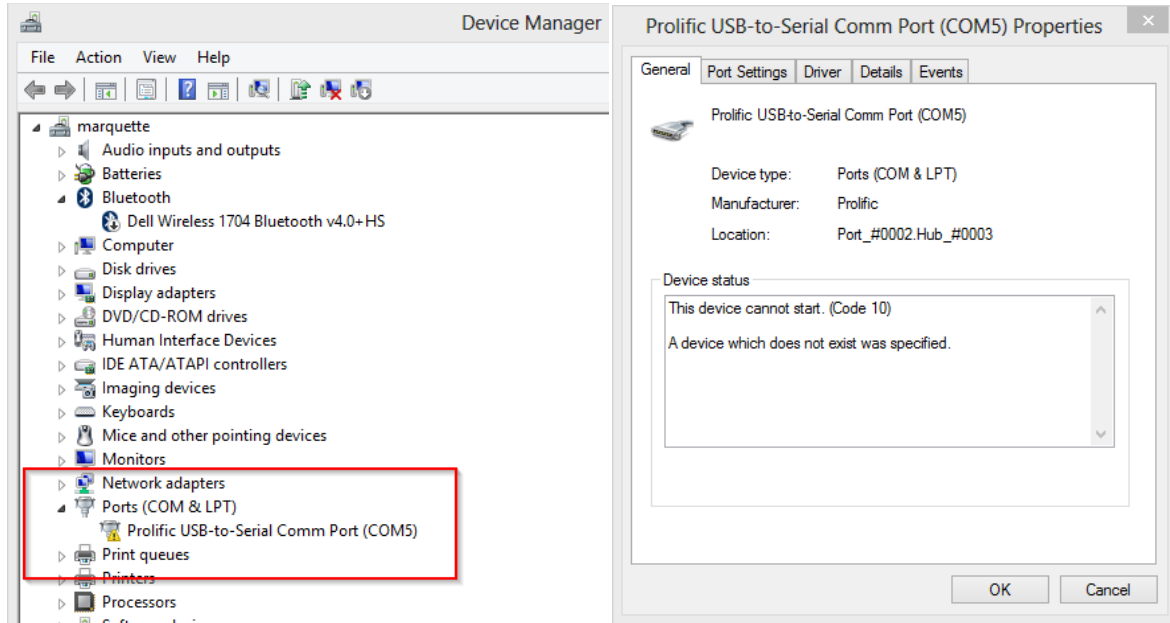 Device Manager
File Action View Help
marquette
Audio inputs and outputs
Batteries
Bluetooth
Dell Wireless 1704 Bluetooth v4.0+HS
Computer
Disk drives
Display adapters
DVD/CD-ROM drives
Human Interface Devices
IDE ATA/ATAPI controllers
Imaging devices
Keyboards
Mice and other pointing devices
Monitors
Network adapters
Ports (COM & LPT)
Prolific USB-to-Serial Comm Port (COM5)
Print queues
Printers
Processors
Prolific USB-to-Serial Comm Port (COM5) Properties
General Port Settings Driver Details Events
Prolific USB-to-Serial Comm Port (COM5)
Device type: Ports (COM & LPT)
Manufacturer: Prolific
Location: Port_#0002.Hub_#0003
Device status
This device cannot start. (Code 10)
A device which does not exist was specified.
OK Cancel